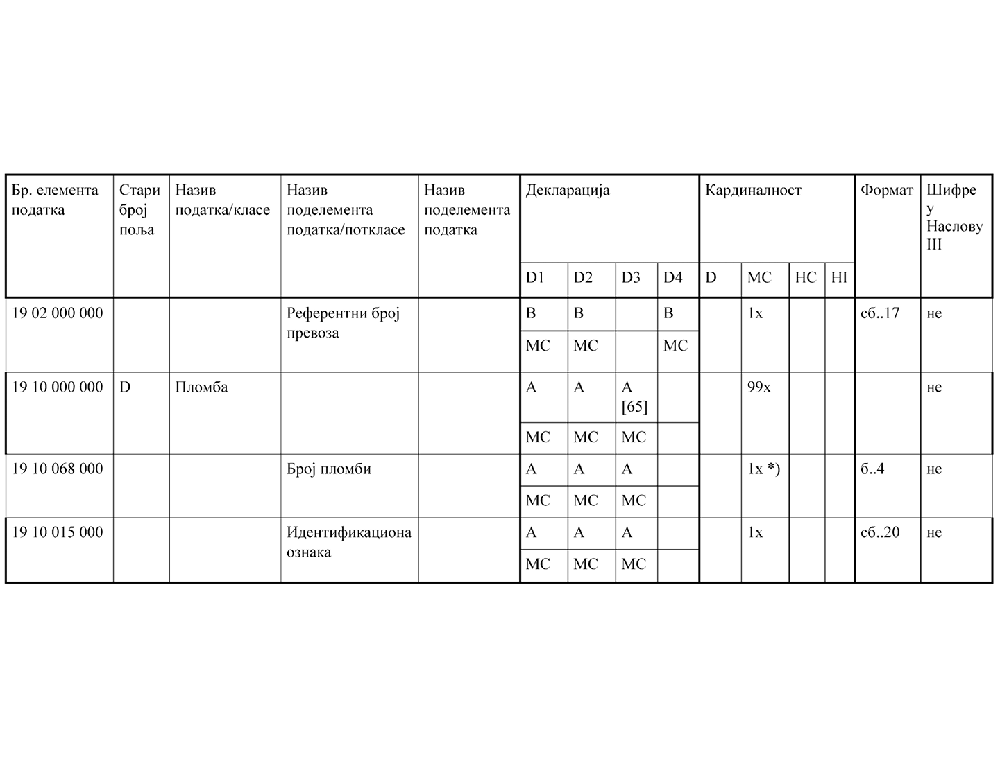 Бр. елемента податка
Стари број поља
Назив податка/класе
Назив поделемента податка/поткласе
Назив поделемента податка
Декларација
Кардиналност
Формат
Шифре у Наслову III
D1 D2 D3 D4 D MC HC HI
19 02 000 000 Референтни број превоза B B B 1x сб..17 не
MC MC MC
19 10 000 000 D Пломба A A A [65] 99x не
MC MC MC
19 10 068 000 Број пломби A A A 1x *) б..4 не
MC MC MC
19 10 015 000 Идентификациона ознака A A A 1x сб..20 не
MC MC MC